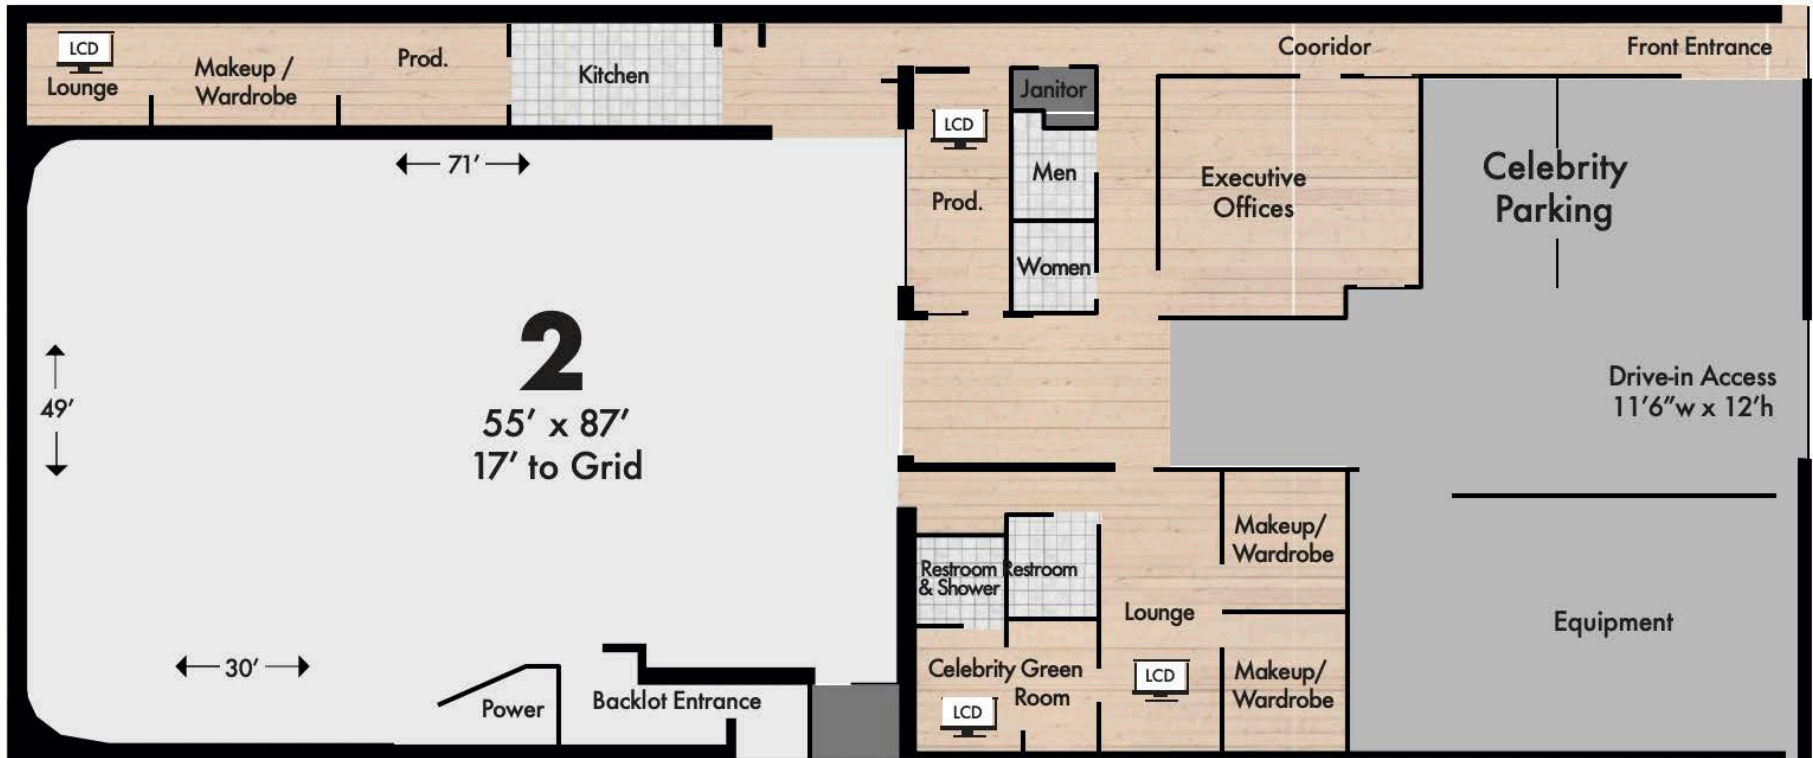 LCD
Lounge
Makeup /
Wardrobe
Prod.
Kitchen
Cooridor
Front Entrance
71'
LCD
Prod.
Janitor
Men
Women
Executive
Offices
Celebrity
Parking
49'
2
55' x 87'
17' to Grid
Drive-in Access
11'6"w x 12'h
30'
Power
Backlot Entrance
Restroom
& Shower
Restroom
Celebrity Green
Room
LCD
Lounge
LCD
Makeup/
Wardrobe
Makeup/
Wardrobe
Equipment